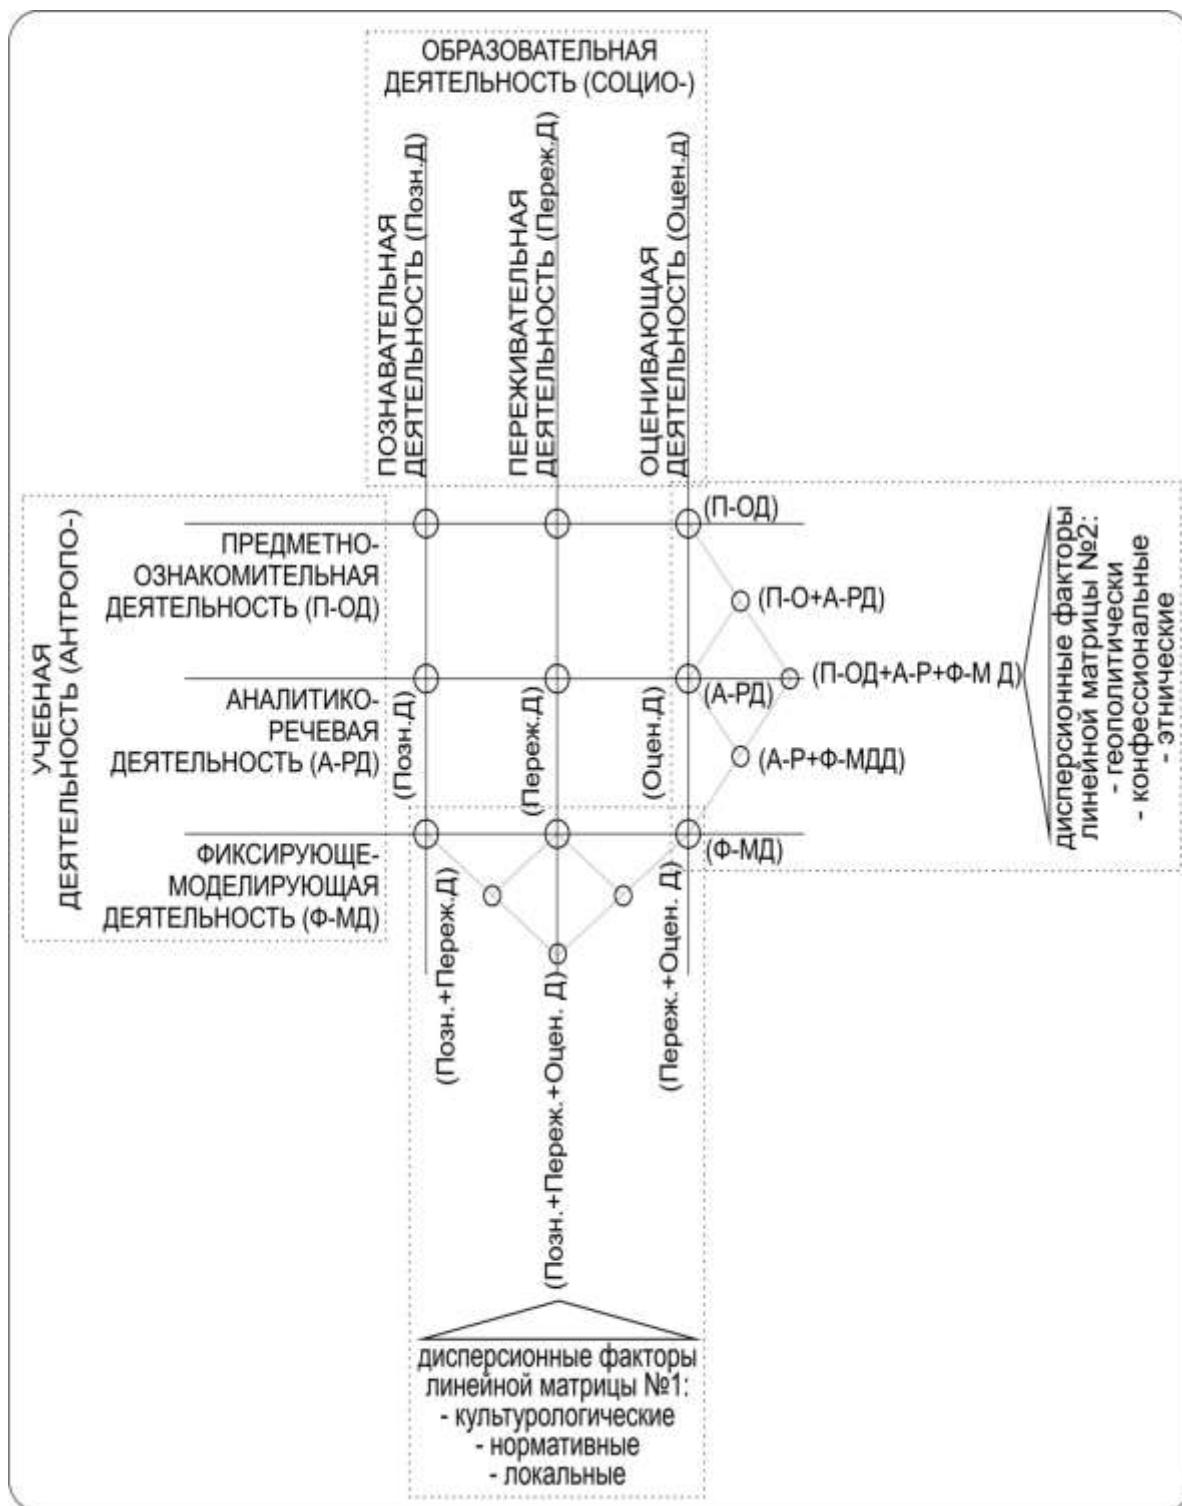 ОБРАЗОВАТЕЛЬНАЯ
ДЕЯТЕЛЬНОСТЬ (СОЦИО-)
ПОЗНАВАТЕЛЬНАЯ
ДЕЯТЕЛЬНОСТЬ (Позн.Д)
ПЕРЕЖИВАТЕЛЬНАЯ
ДЕЯТЕЛЬНОСТЬ (Переж.Д)
ОЦЕНИВАЮЩАЯ
ДЕЯТЕЛЬНОСТЬ (Оцен.д)
УЧЕБНАЯ
ДЕЯТЕЛЬНОСТЬ (АНТРОПО-)
ПРЕДМЕТНО-
ОЗНАКОМИТЕЛЬНАЯ
ДЕЯТЕЛЬНОСТЬ (П-ОД)
АНАЛИТИКО-
РЕЧЕВАЯ
ДЕЯТЕЛЬНОСТЬ (А-РД)
ФИКСИРУЮЩЕ-
МОДЕЛИРУЮЩАЯ
ДЕЯТЕЛЬНОСТЬ (Ф-МД)
(П-ОД)
(П-О+А-РД)
(П-ОД+А-Р+Ф-М Д)
(А-РД)
(А-Р+Ф-МДД)
(Ф-МД)
(Позн.Д)
(Переж.Д)
(Оцен.Д)
(Позн.+Переж.Д)
(Позн.+Переж.+Оцен. Д)
(Переж.+Оцен. Д)
дисперсионные факторы
линейной матрицы №2:
- геополитически
- конфессиональные
- этнические
дисперсионные факторы
линейной матрицы №1:
- культурологические
- нормативные
- локальные